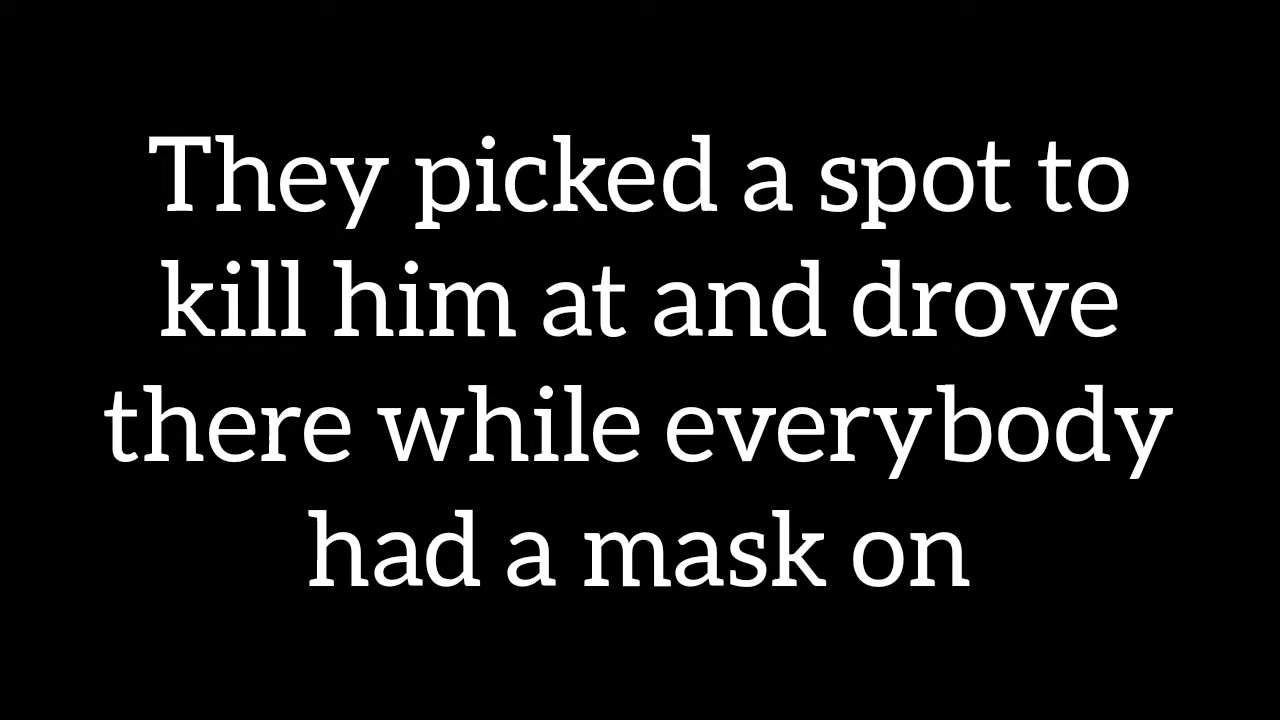 They picked a spot to
kill him at and drove
there while everybody
had a mask on